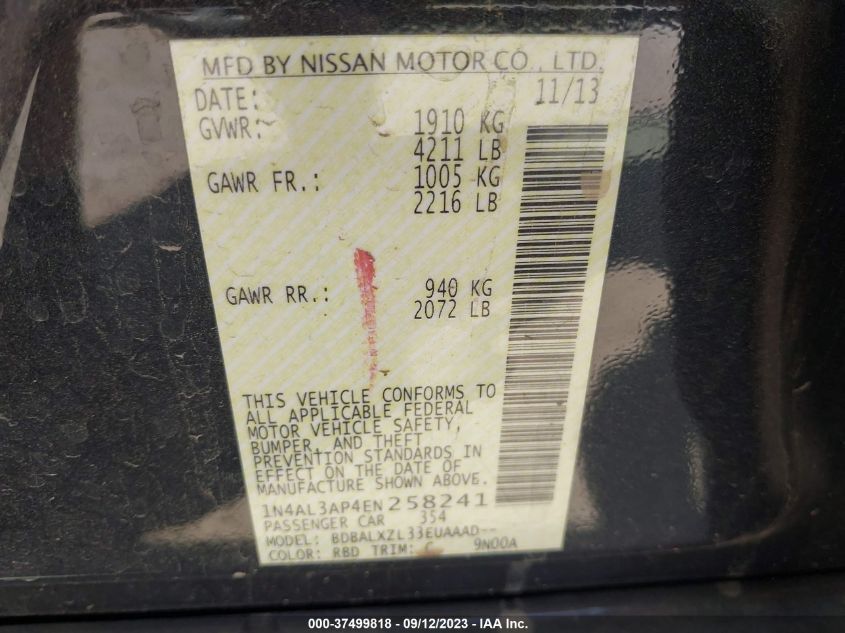 MFD BY NISSAN MOTOR CO., LTD.
DATE: 11/13
GVWR: 1910 KG
4211 LB
GAWR FR.: 1005 KG
2216 LB
GAWR RR.: 940 KG
2072 LB
THIS VEHICLE CONFORMS TO
ALL APPLICABLE FEDERAL
MOTOR VEHICLE SAFETY,
BUMPER, AND THEFT
PREVENTION STANDARDS IN
EFFECT ON THE DATE OF
MANUFACTURE SHOWN ABOVE.
1N4AL3AP4EN 258241
PASSENGER CAR 354
MODEL: BDBALXZL33EUAAAD--
COLOR: RBD TRIM: C 9N00A
000-37499818 - 09/12/2023 - IAA Inc.